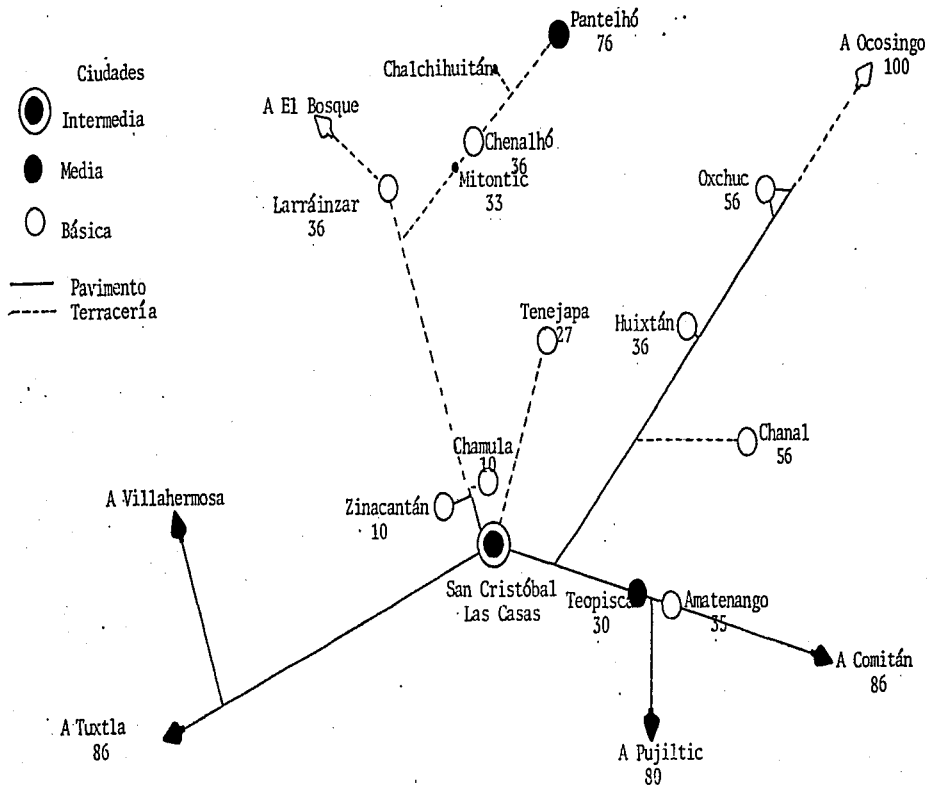 Ciudades
Intermedia
Media
Básica
Pavimento
Terracería
Pantelhó
76
A Ocosingo
100
Chalchihuitán
A El Bosque
Chenalhó
36
Mitontic
33
Larráinzar
36
Oxchuc
56
Tenejapa
27
Huixtán
36
Chanal
56
Chamula
10
Zinacantán
10
A Villahermosa
San Cristóbal
Las Casas
Teopisca
30
Amatenango
35
A Comitán
86
A Tuxtla
86
A Pujiltic
80